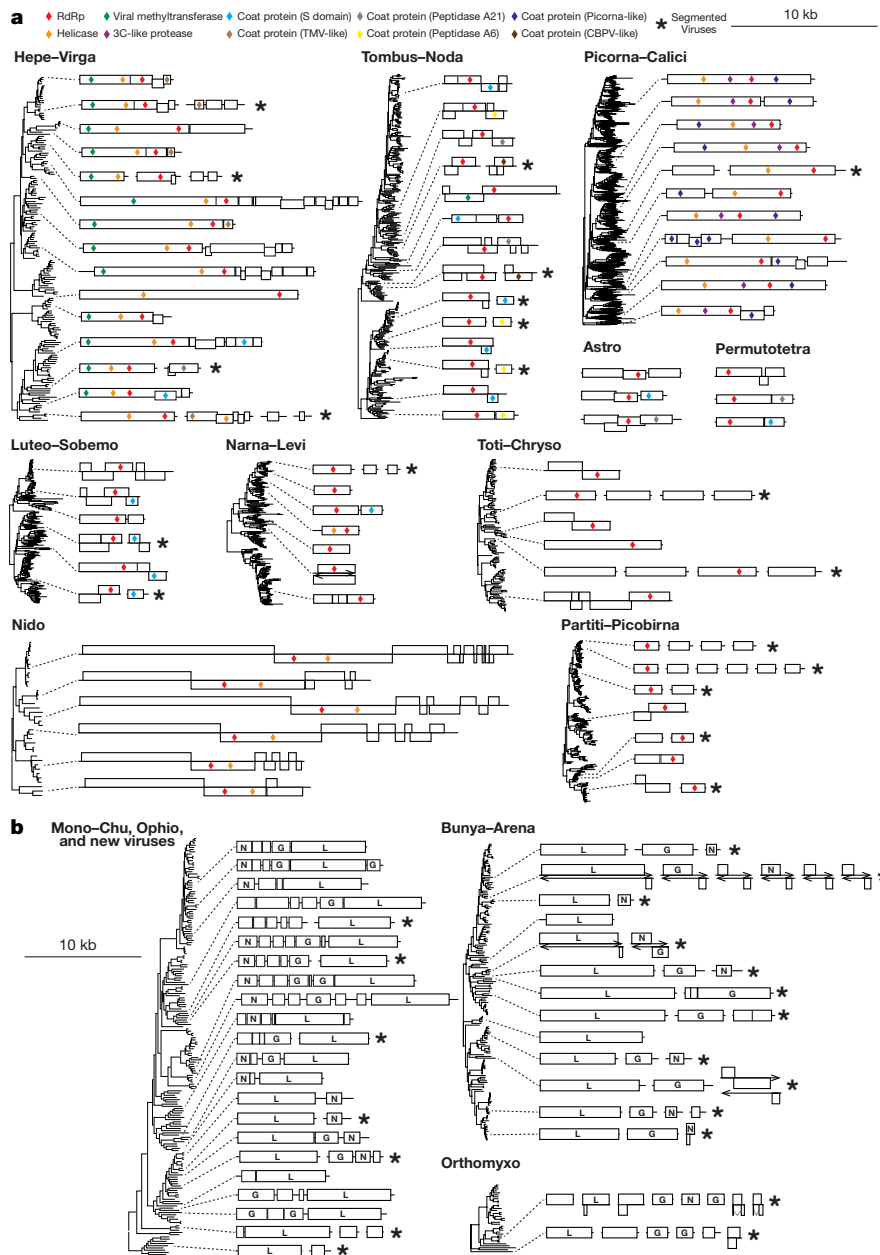 a
RdRp
Viral methyltransferase
Coat protein (S domain)
Coat protein (Peptidase A21)
Coat protein (Picorna-like)
Segmented Viruses
10 kb
Helicase
3C-like protease
Coat protein (TMV-like)
Coat protein (Peptidase A6)
Coat protein (CBPV-like)
Hepe–Virga
Tombus–Noda
Picorna–Calici
Astro
Permutotetra
Luteo–Sobemo
Narna–Levi
Toti–Chryso
Nido
Partiti–Picobirna
b
Mono–Chu, Ophio,
and new viruses
10 kb
N G L
N G L G
N L
G L
L
N G L
N G L
N G G L
N G L
N L
G L
N G L
N L
L N
L N
L G N
L G N
L
G L
G L
L
L
Bunya–Arena
L G N
L G N
L N
L
L N
G
L G N
L G
L G
L
L G N
L G
L G N
L G N
Orthomyxo
L G N G
L G G